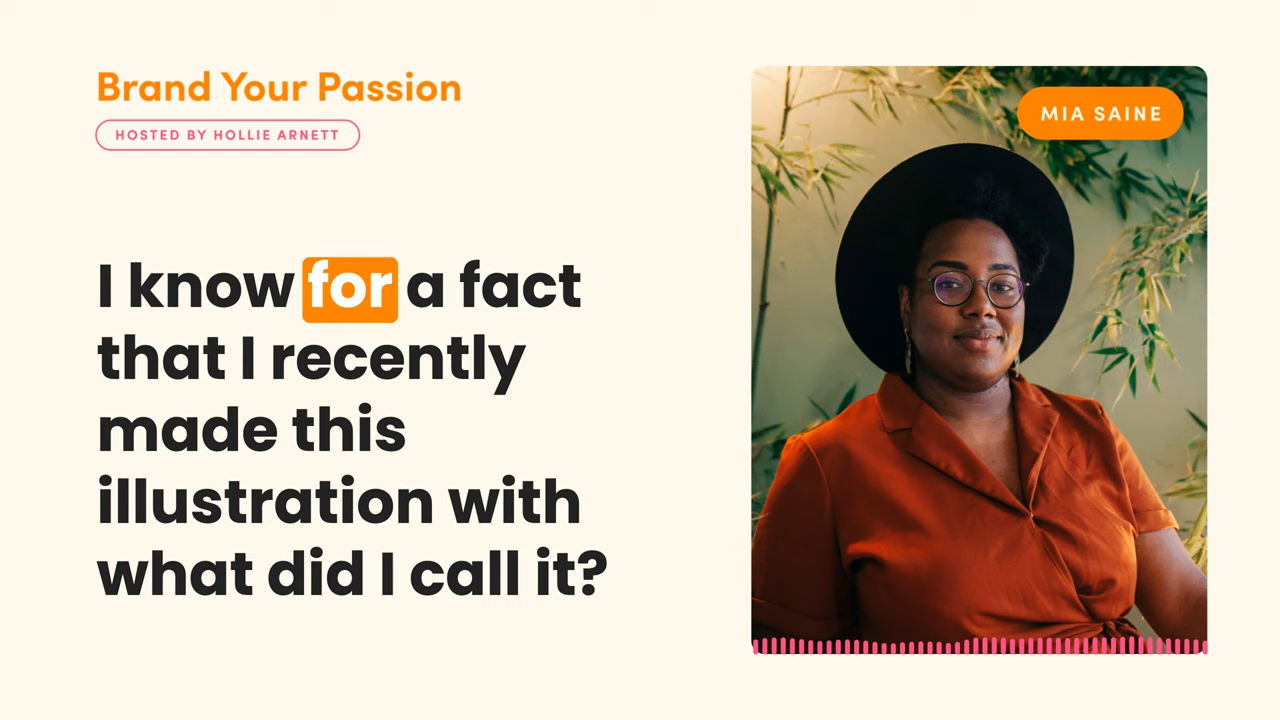 Brand Your Passion
HOSTED BY HOLLIE ARNETT
MIA SAINE
I know for a fact
that I recently
made this
illustration with
what did I call it?